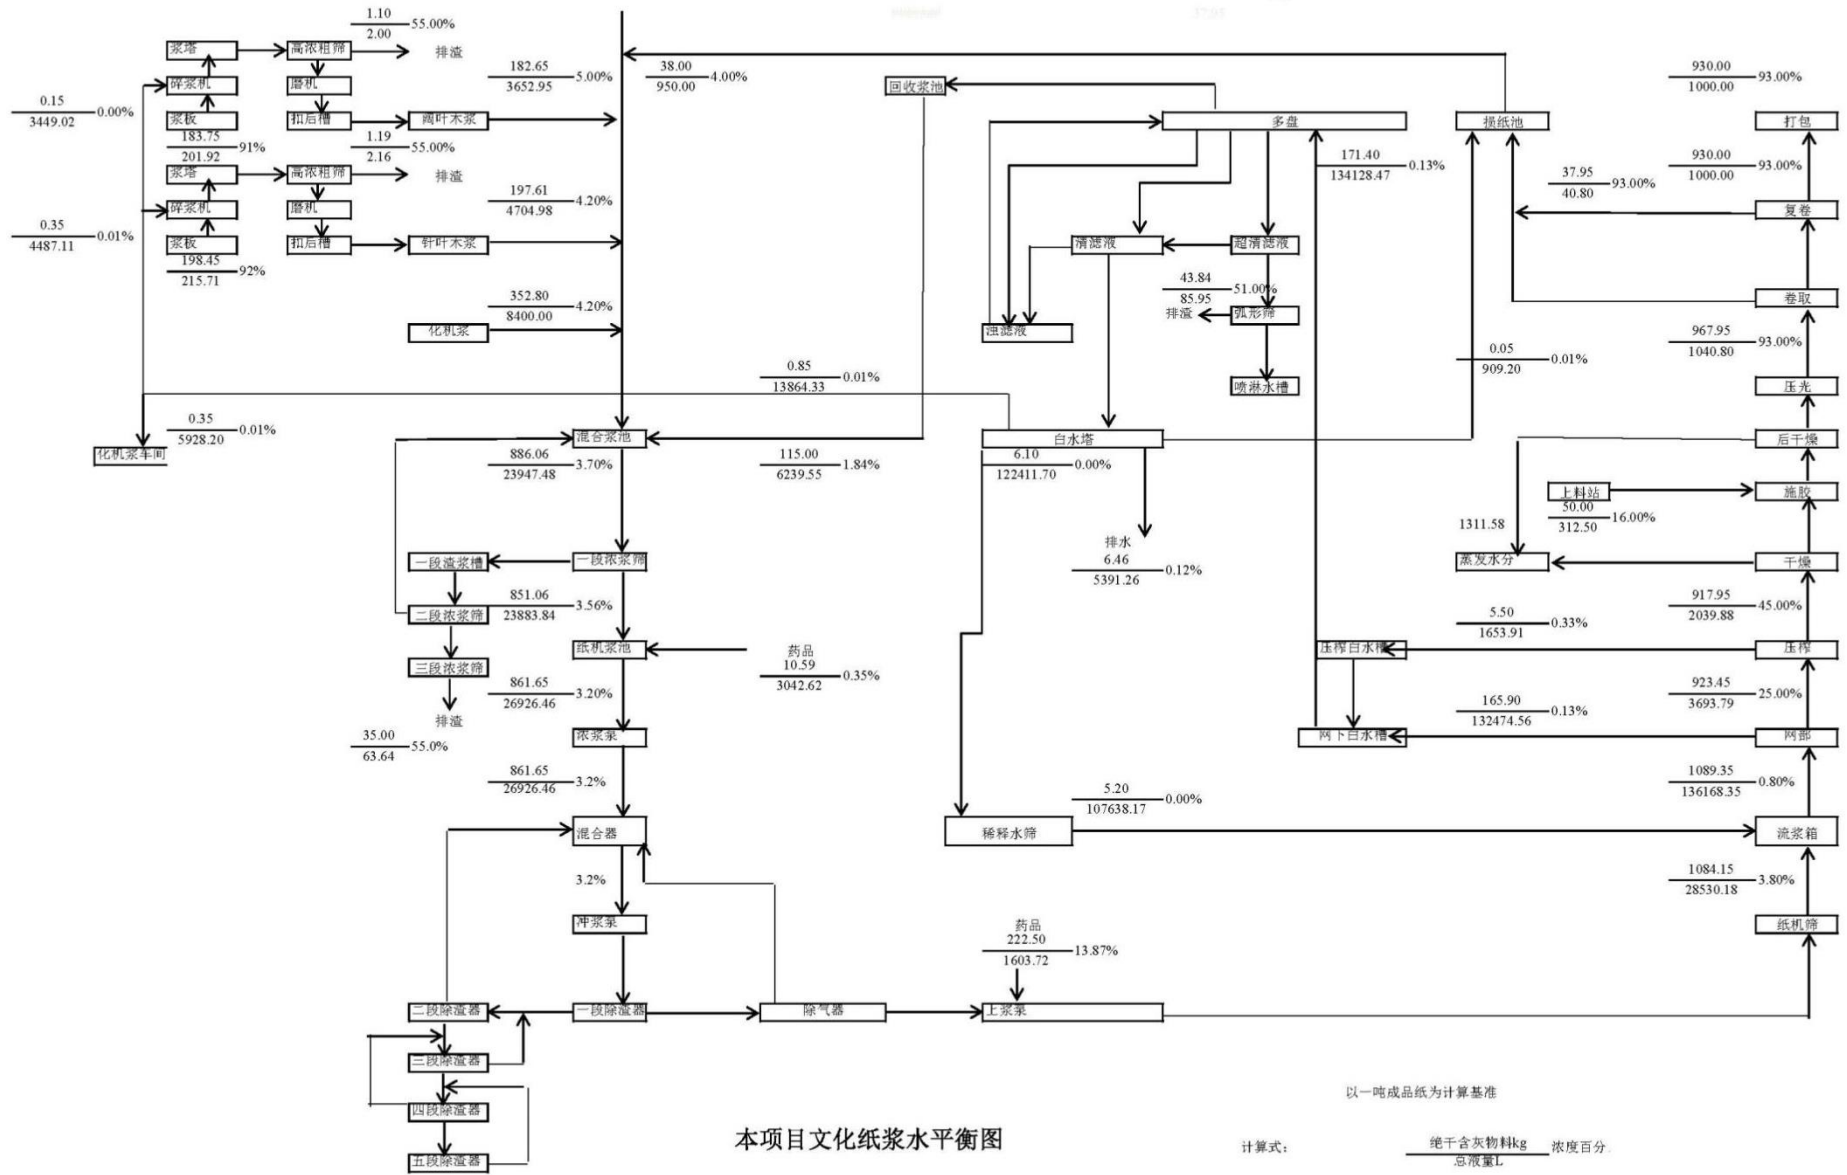 1.10
2.00
55.00%
浆塔
高浓粗筛
排渣
碎浆机
磨机
0.15
3449.02
0.00%
浆板
扣后槽
阔叶木浆
183.75
201.92
91%
1.19
2.16
55.00%
浆塔
高浓粗筛
排渣
碎浆机
磨机
0.35
4487.11
0.01%
浆板
扣后槽
针叶木浆
198.45
215.71
92%
182.65
3652.95
5.00%
38.00
950.00
4.00%
197.61
4704.98
4.20%
352.80
8400.00
4.20%
化机浆
回收浆池
多盘
损纸池
打包
930.00
1000.00
93.00%
171.40
134128.47
0.13%
37.95
40.80
93.00%
930.00
1000.00
93.00%
复卷
清滤液
超清滤液
43.84
85.95
51.00%
排渣
弧形筛
浊滤液
喷淋水槽
卷取
967.95
1040.80
93.00%
0.05
909.20
0.01%
压光
0.85
13864.33
0.01%
0.35
5928.20
0.01%
化机浆车间
混合浆池
白水塔
后干燥
886.06
23947.48
3.70%
115.00
6239.55
1.84%
6.10
122411.70
0.00%
上料站
50.00
312.50
16.00%
施胶
1311.58
排水
6.46
5391.26
0.12%
蒸发水分
干燥
一段渣浆槽
一段浓浆筛
851.06
23883.84
3.56%
二段浓浆筛
5.50
1653.91
0.33%
917.95
2039.88
45.00%
纸机浆池
药品
10.59
3042.62
0.35%
压榨白水槽
压榨
三段浓浆筛
861.65
26926.46
3.20%
排渣
165.90
132474.56
0.13%
923.45
3693.79
25.00%
35.00
63.64
55.0%
浓浆泵
网下白水槽
网部
861.65
26926.46
3.2%
5.20
107638.17
0.00%
1089.35
136168.35
0.80%
混合器
稀释水筛
流浆箱
3.2%
1084.15
28530.18
3.80%
冲浆泵
药品
222.50
1603.72
13.87%
纸机筛
二段除渣器
一段除渣器
除气器
上浆泵
三段除渣器
四段除渣器
五段除渣器
以一吨成品纸为计算基准
本项目文化纸浆水平衡图
计算式:
绝干含灰物料kg
总液量L
浓度百分